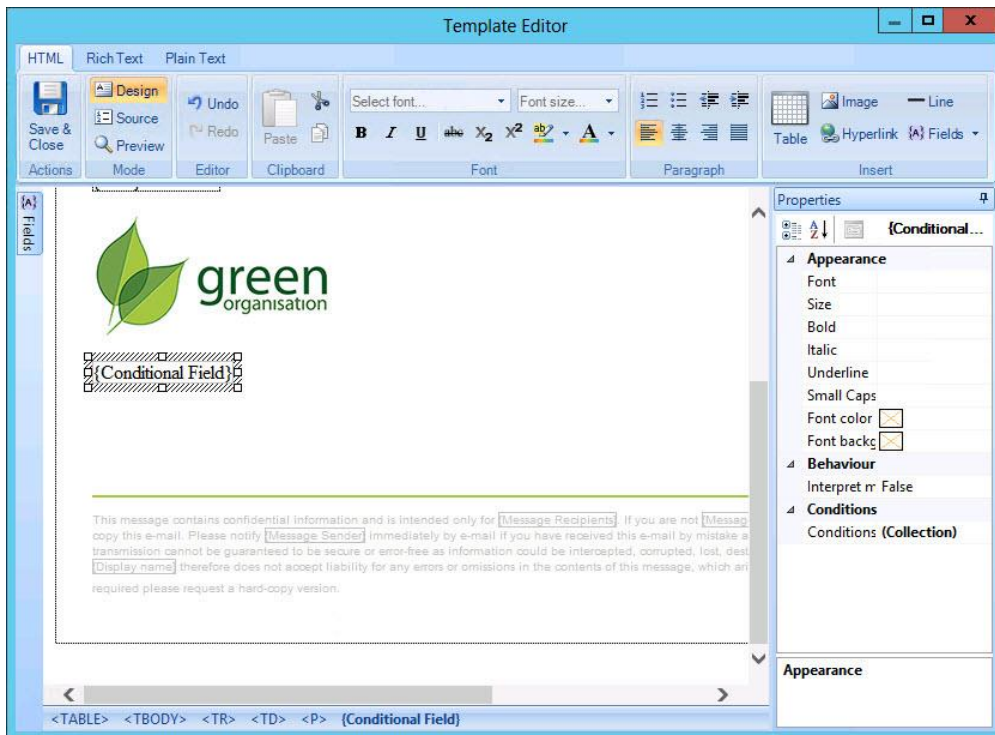 Template Editor
HTML Rich Text Plain Text
Save & Close
Design
Source
Preview
Undo
Redo
Paste
Select font...
Font size...
B I U abc X2 X2 ab A
Table
Image
Line
Hyperlink
{A} Fields
Actions Mode Editor Clipboard Font Paragraph Insert
{A} Fields
green
organisation
{Conditional Field}
This message contains confidential information and is intended only for {Message Recipients}. If you are not {Messag
copy this e-mail. Please notify {Message Sender} immediately by e-mail if you have received this e-mail by mistake a
transmission cannot be guaranteed to be secure or error-free as information could be intercepted, corrupted, lost, dest
{Display name} therefore does not accept liability for any errors or omissions in the contents of this message, which ari
required please request a hard-copy version.
<TABLE> <TBODY> <TR> <TD> <P> {Conditional Field}
Properties
{Conditional...
Appearance
Font
Size
Bold
Italic
Underline
Small Caps
Font color
Font backg
Behaviour
Interpret m False
Conditions
Conditions (Collection)
Appearance